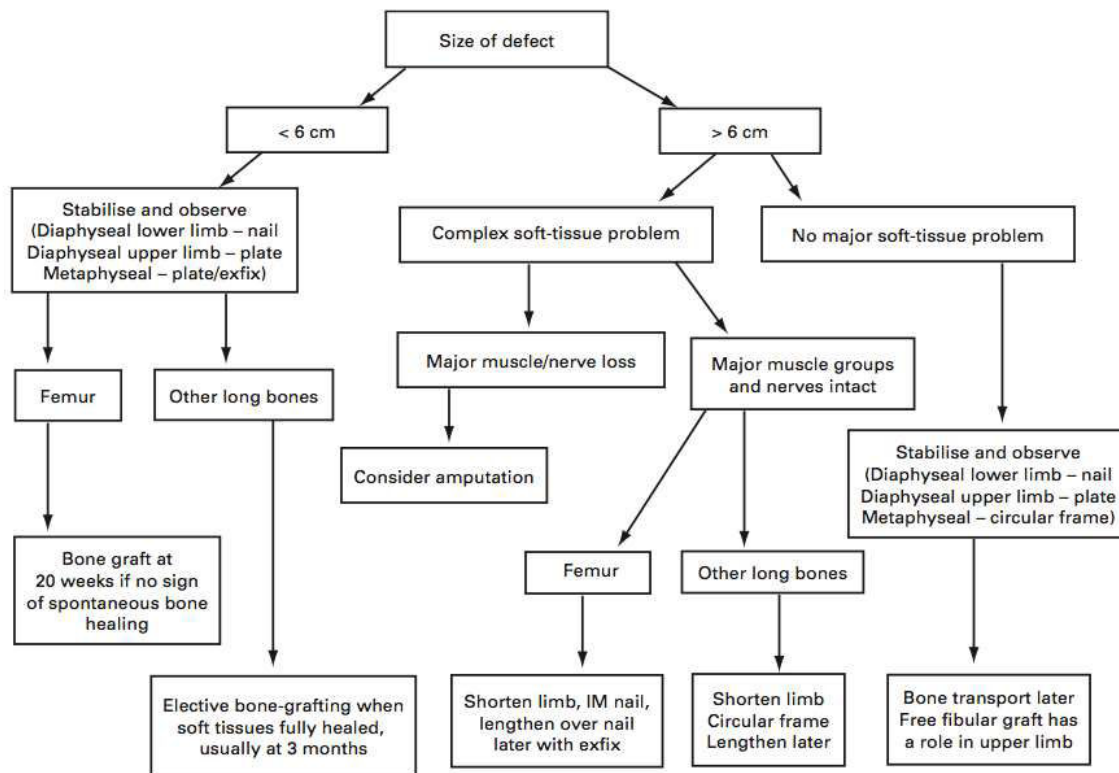 Size of defect
< 6 cm
> 6 cm
Stabilise and observe
(Diaphyseal lower limb – nail
Diaphyseal upper limb – plate
Metaphyseal – plate/exfix)
Complex soft-tissue problem
No major soft-tissue problem
Femur
Other long bones
Major muscle/nerve loss
Major muscle groups
and nerves intact
Consider amputation
Stabilise and observe
(Diaphyseal lower limb – nail
Diaphyseal upper limb – plate
Metaphyseal – circular frame)
Bone graft at
20 weeks if no sign
of spontaneous bone
healing
Femur
Other long bones
Elective bone-grafting when
soft tissues fully healed,
usually at 3 months
Shorten limb, IM nail,
lengthen over nail
later with exfix
Shorten limb
Circular frame
Lengthen later
Bone transport later
Free fibular graft has
a role in upper limb